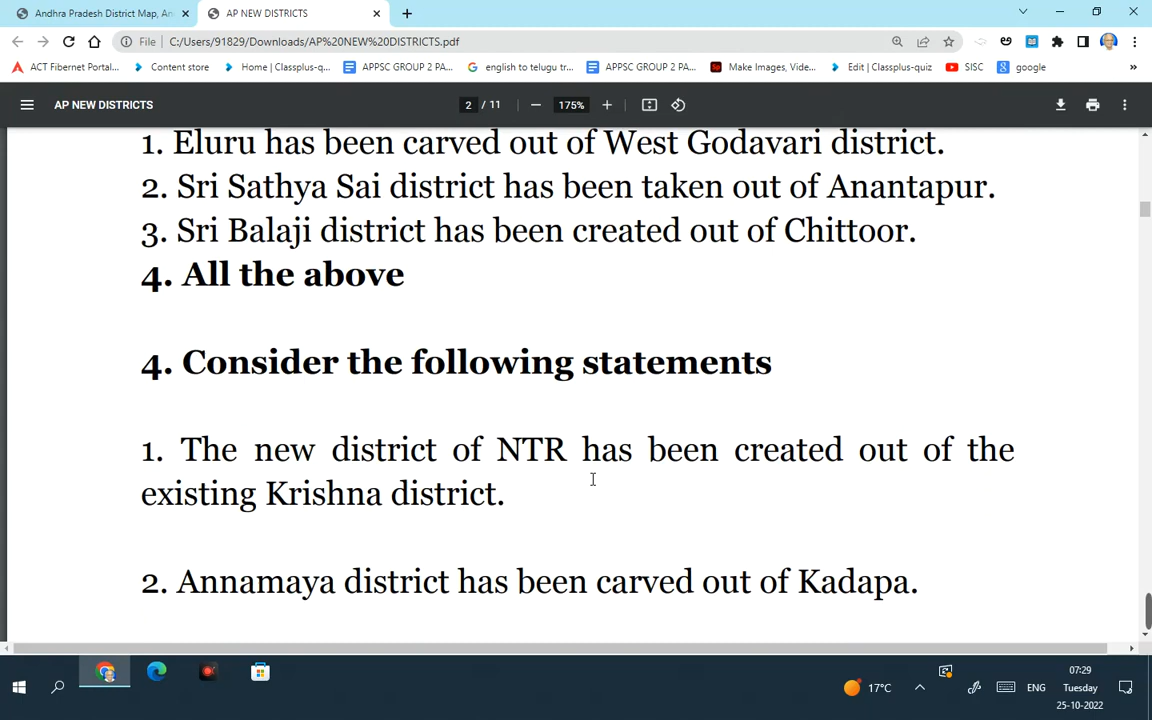 Andhra Pradesh District Map, An
AP NEW DISTRICTS
File
C:/Users/91829/Downloads/AP%20NEW%20DISTRICTS.pdf
ACT Fibernet Portal...
Content store
Home | Classplus-q...
APPSC GROUP 2 PA...
english to telugu tr...
APPSC GROUP 2 PA...
Make Images, Vide...
Edit | Classplus-quiz
SISC
google
»
AP NEW DISTRICTS
2 / 11
175%
1. Eluru has been carved out of West Godavari district.
2. Sri Sathya Sai district has been taken out of Anantapur.
3. Sri Balaji district has been created out of Chittoor.
4. All the above
4. Consider the following statements
1. The new district of NTR has been created out of the
existing Krishna district.
2. Annamaya district has been carved out of Kadapa.
17°C
ENG
07:29
Tuesday
25-10-2022